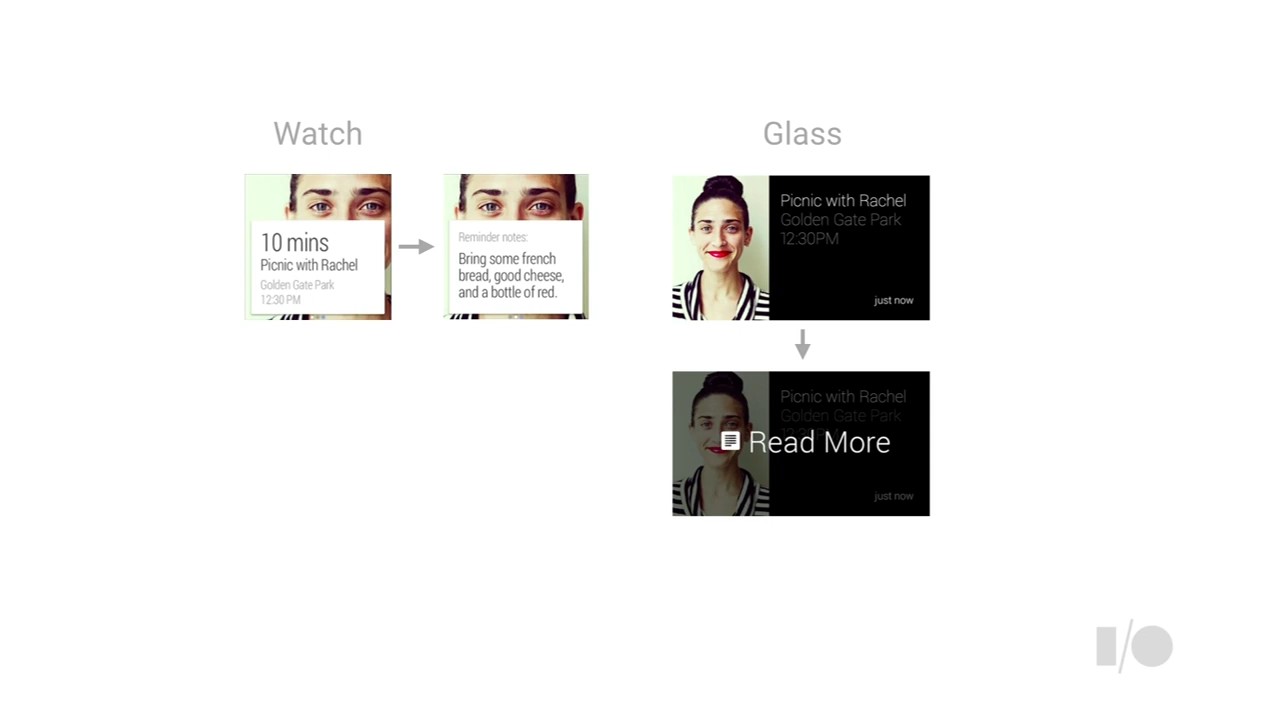 Watch
10 mins
Picnic with Rachel
Golden Gate Park
12:30 PM
Reminder notes:
Bring some french
bread, good cheese,
and a bottle of red.
Glass
Picnic with Rachel
Golden Gate Park
12:30PM
just now
Picnic with Rachel
Golden Gate Park
12:30PM
Read More
just now
I/O